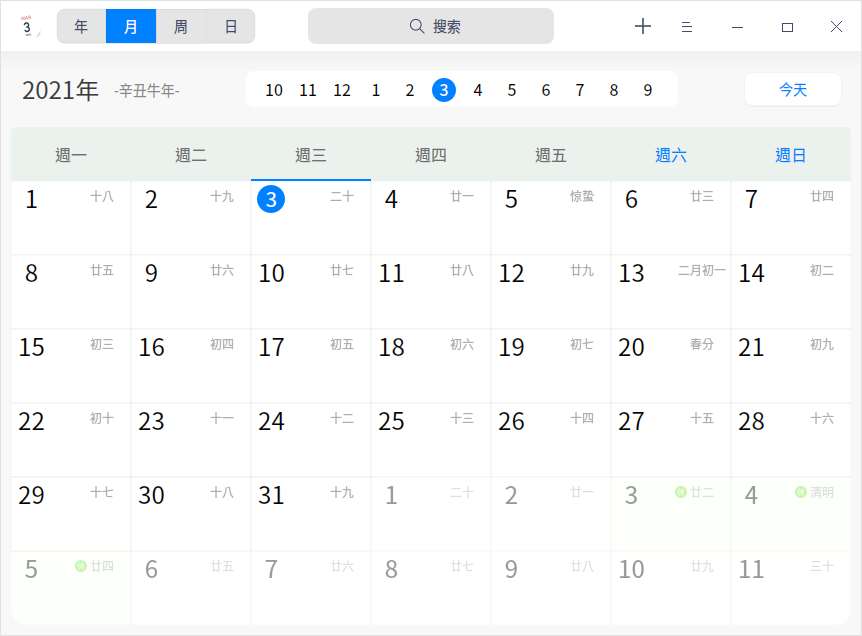 3
年 月 周 日 搜索
2021年 -辛丑牛年- 10 11 12 1 2 3 4 5 6 7 8 9 今天
週一 週二 週三 週四 週五 週六 週日
1 十八 2 十九 3 二十 4 廿一 5 惊蛰 6 廿三 7 廿四
8 廿五 9 廿六 10 廿七 11 廿八 12 廿九 13 二月初一 14 初二
15 初三 16 初四 17 初五 18 初六 19 初七 20 春分 21 初九
22 初十 23 十一 24 十二 25 十三 26 十四 27 十五 28 十六
29 十七 30 十八 31 十九 1 二十 2 廿一 3 休 廿二 4 休 清明
5 休 廿四 6 廿五 7 廿六 8 廿七 9 廿八 10 廿九 11 三十